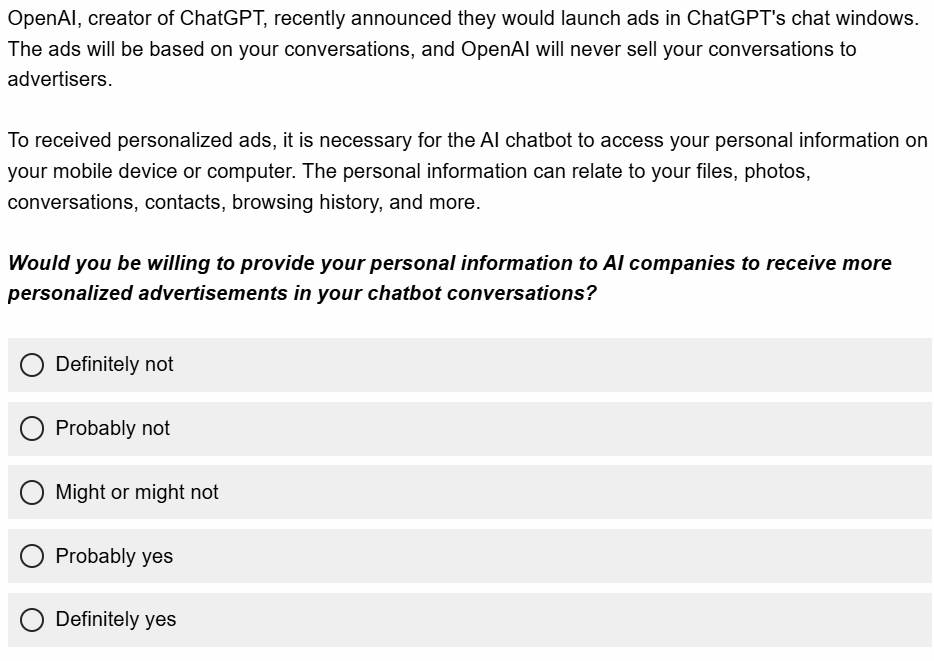 OpenAI, creator of ChatGPT, recently announced they would launch ads in ChatGPT's chat windows.
The ads will be based on your conversations, and OpenAI will never sell your conversations to
advertisers.
To received personalized ads, it is necessary for the AI chatbot to access your personal information on
your mobile device or computer. The personal information can relate to your files, photos,
conversations, contacts, browsing history, and more.
Would you be willing to provide your personal information to AI companies to receive more
personalized advertisements in your chatbot conversations?
Definitely not
Probably not
Might or might not
Probably yes
Definitely yes